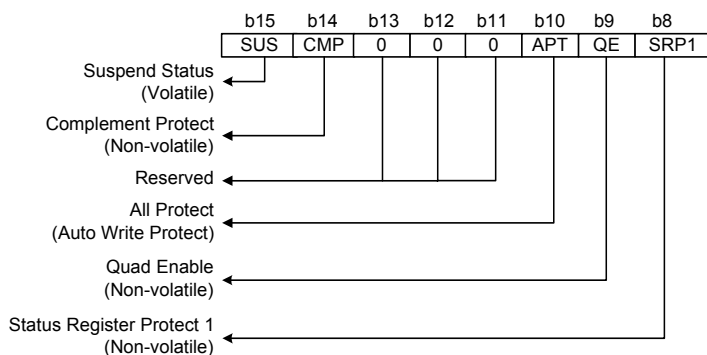 b15 b14 b13 b12 b11 b10 b9 b8
SUS CMP 0 0 0 APT QE SRP1
Suspend Status
(Volatile)
Complement Protect
(Non-volatile)
Reserved
All Protect
(Auto Write Protect)
Quad Enable
(Non-volatile)
Status Register Protect 1
(Non-volatile)